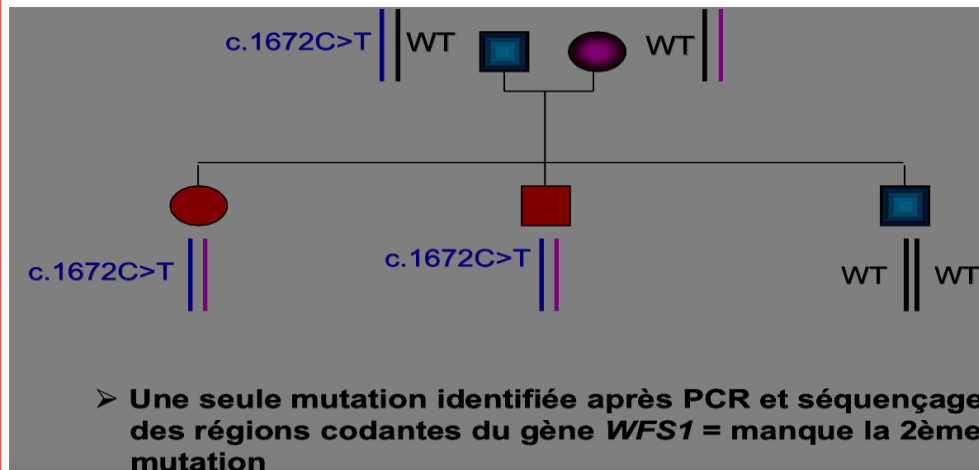 c.1672C>T WT WT
c.1672C>T c.1672C>T WT WT
➢ Une seule mutation identifiée après PCR et séquençage
des régions codantes du gène WFS1 = manque la 2ème
mutation